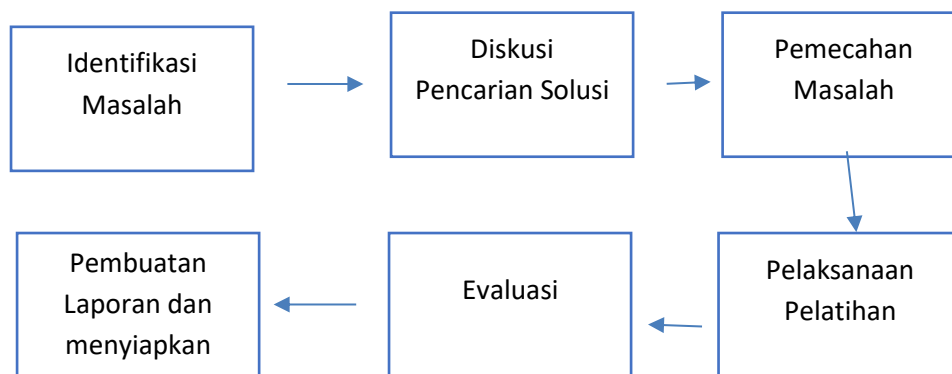 Identifikasi
Masalah
Diskusi
Pencarian Solusi
Pemecahan
Masalah
Pelaksanaan
Pelatihan
Evaluasi
Pembuatan
Laporan dan
menyiapkan